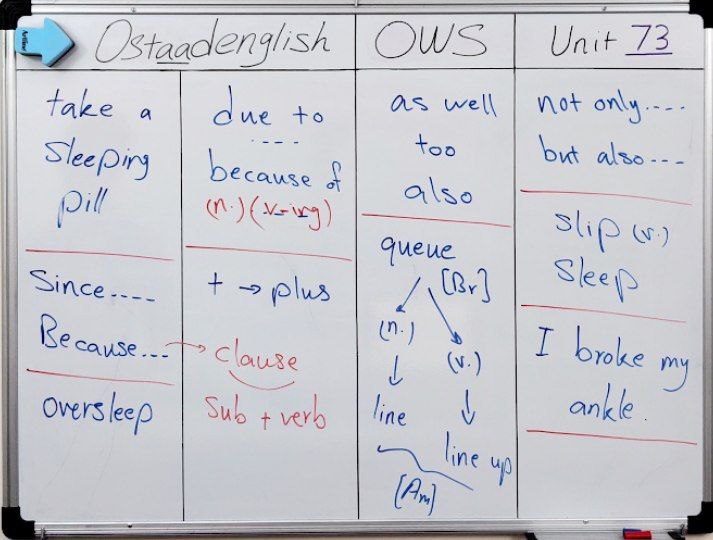 Ostaadenglish
OWS
Unit 73
take a
sleeping
pill
Since....
Because...
oversleep
due to
....
because of
(n.) (v-ing)
+ → plus
clause
Sub + verb
as well
too
also
queue
[Br]
(n.)
(v.)
line
line up
[Am]
not only....
but also...
slip (v.)
sleep
I broke my
ankle.